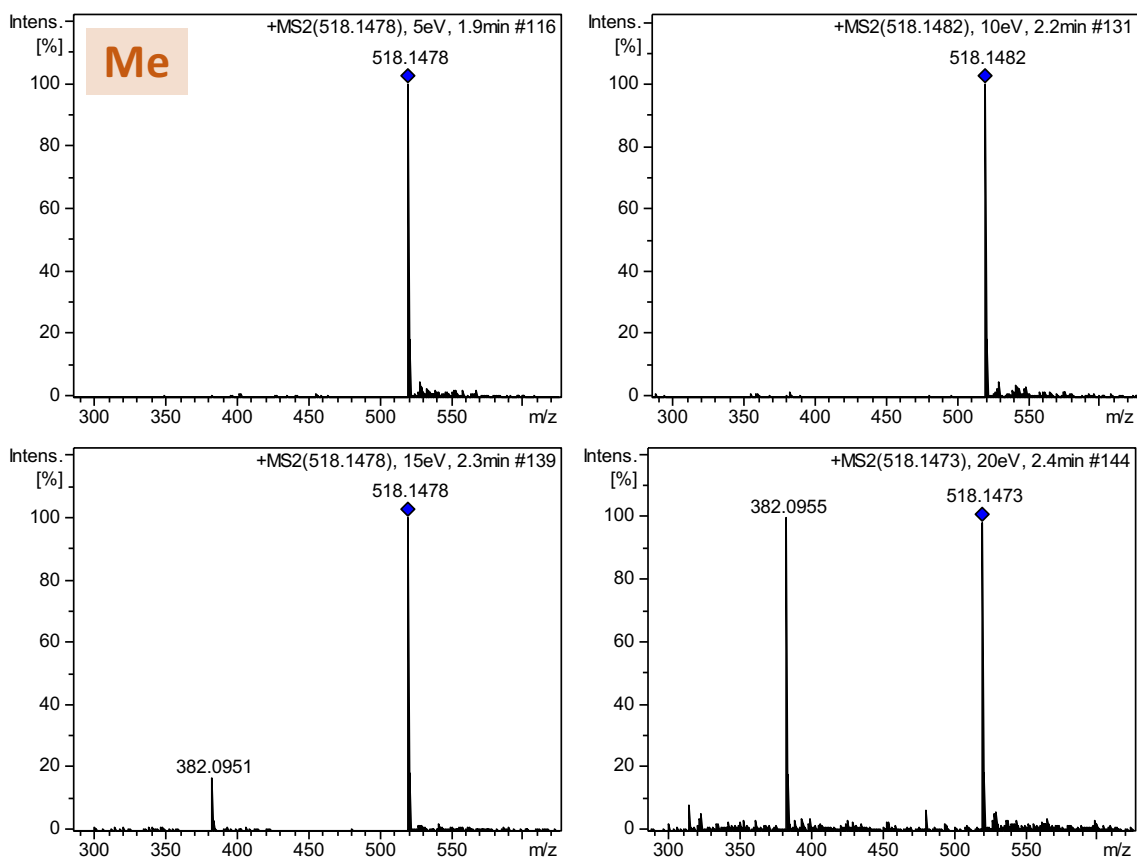 Intens.
[%]
+MS2(518.1478), 5eV, 1.9min #116
Me
518.1478
100
80
60
40
20
0
300 400 450 500 550 m/z
350
Intens.
[%]
+MS2(518.1482), 10eV, 2.2min #131
518.1482
100
80
60
40
20
0
300 350 400 450 500 550 m/z
Intens.
[%]
+MS2(518.1478), 15eV, 2.3min #139
518.1478
100
80
60
40
20
0
382.0951
300 350 400 450 500 550 m/z
Intens.
[%]
+MS2(518.1473), 20eV, 2.4min #144
382.0955
518.1473
100
80
60
40
20
0
300 350 400 450 500 550 m/z